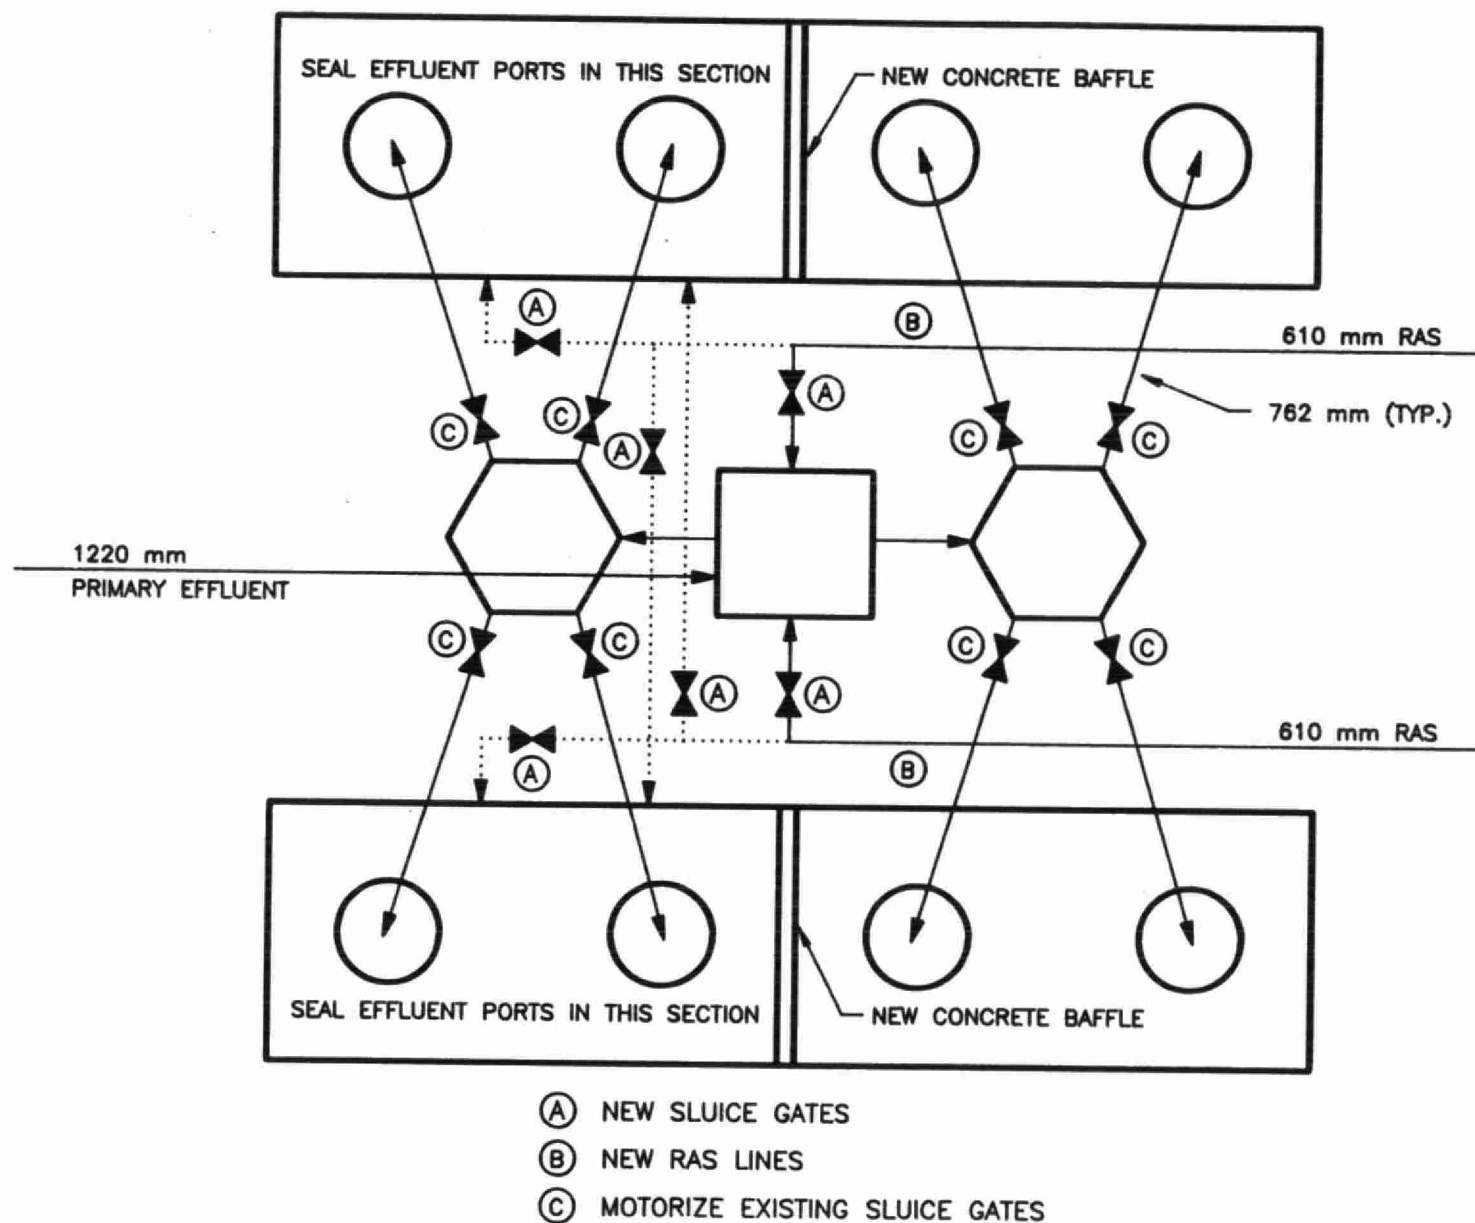 SEAL EFFLUENT PORTS IN THIS SECTION
NEW CONCRETE BAFFLE
A
B
610 mm RAS
A
762 mm (TYP.)
C
C
A
C
C
1220 mm
PRIMARY EFFLUENT
C
C
C
C
A
A
610 mm RAS
A
B
SEAL EFFLUENT PORTS IN THIS SECTION
NEW CONCRETE BAFFLE
A NEW SLUICE GATES
B NEW RAS LINES
C MOTORIZE EXISTING SLUICE GATES